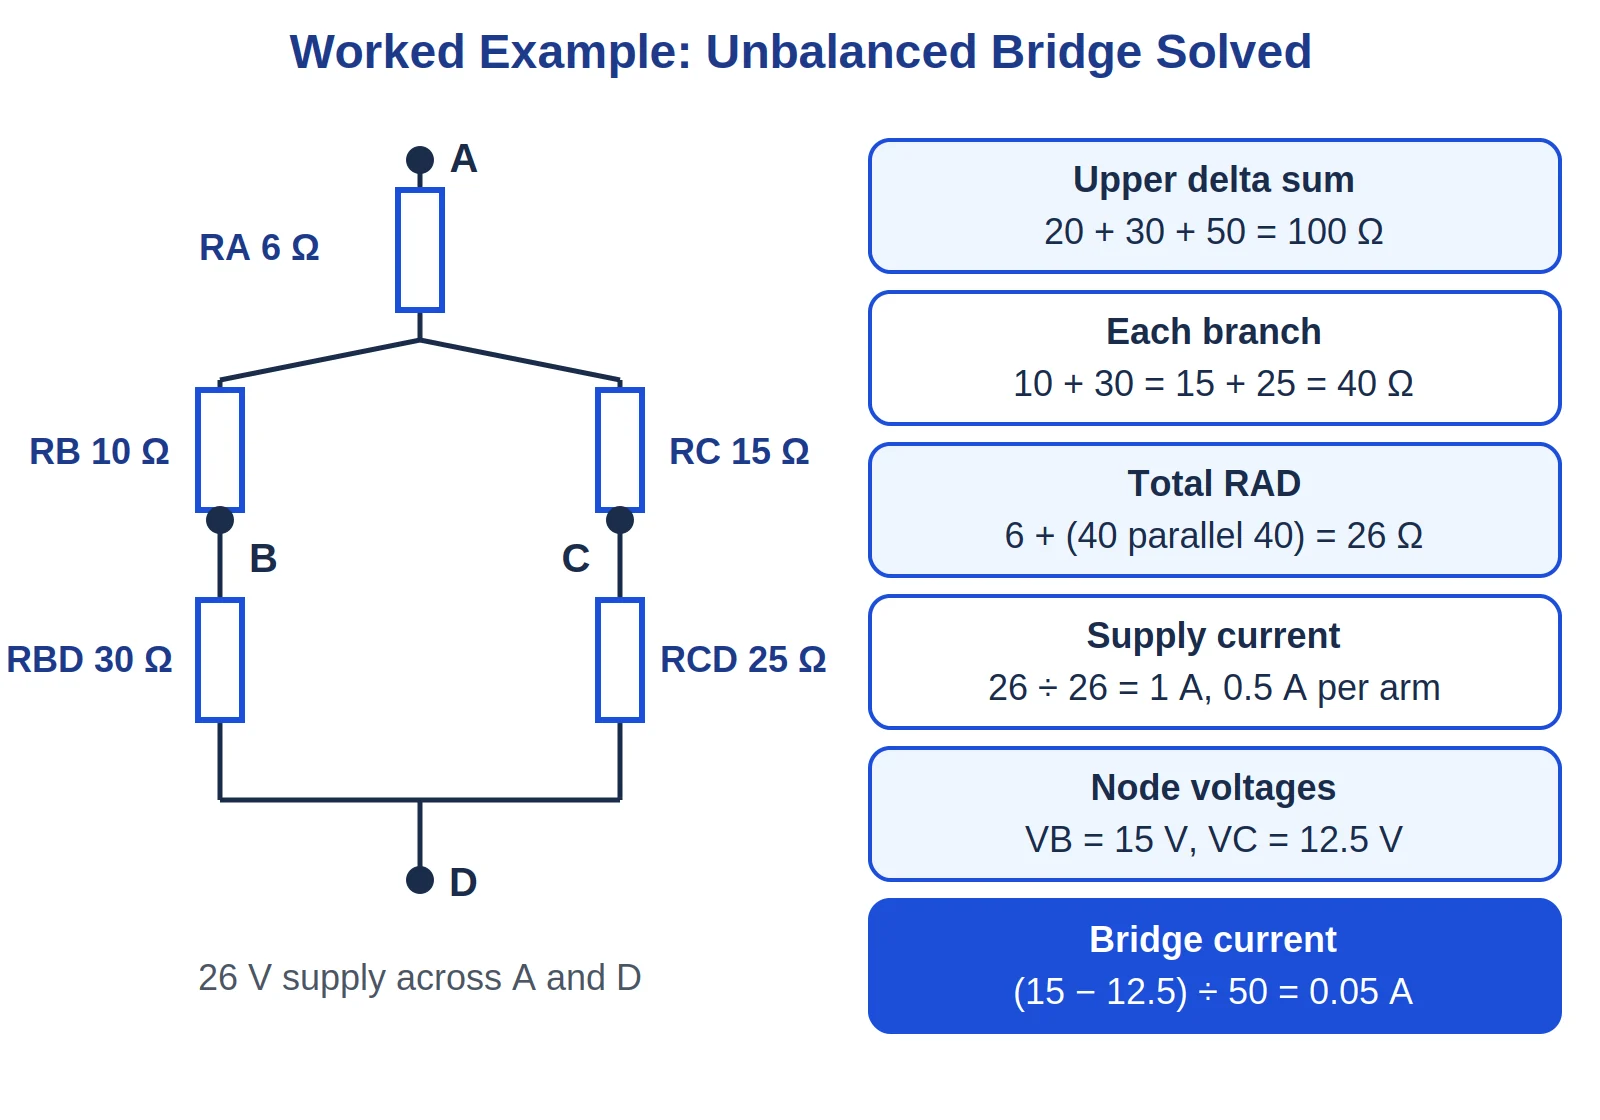 Worked Example: Unbalanced Bridge Solved
A
RA 6 Ω
RB 10 Ω
RC 15 Ω
B
C
RBD 30 Ω
RCD 25 Ω
D
26 V supply across A and D
Upper delta sum
20 + 30 + 50 = 100 Ω
Each branch
10 + 30 = 15 + 25 = 40 Ω
Total RAD
6 + (40 parallel 40) = 26 Ω
Supply current
26 ÷ 26 = 1 A, 0.5 A per arm
Node voltages
VB = 15 V, VC = 12.5 V
Bridge current
(15 − 12.5) ÷ 50 = 0.05 A